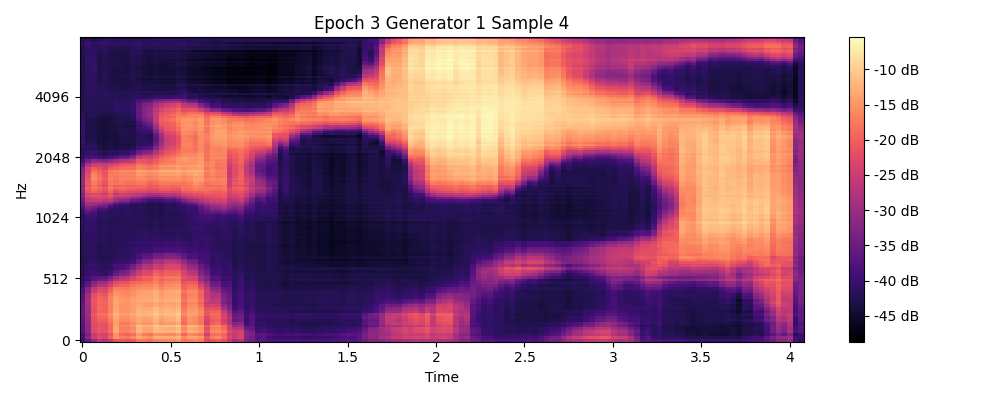 Epoch 3 Generator 1 Sample 4
Hz
4096
2048
1024
512
0
0 0.5 1 1.5 2 2.5 3 3.5 4
Time
-10 dB
-15 dB
-20 dB
-25 dB
-30 dB
-35 dB
-40 dB
-45 dB